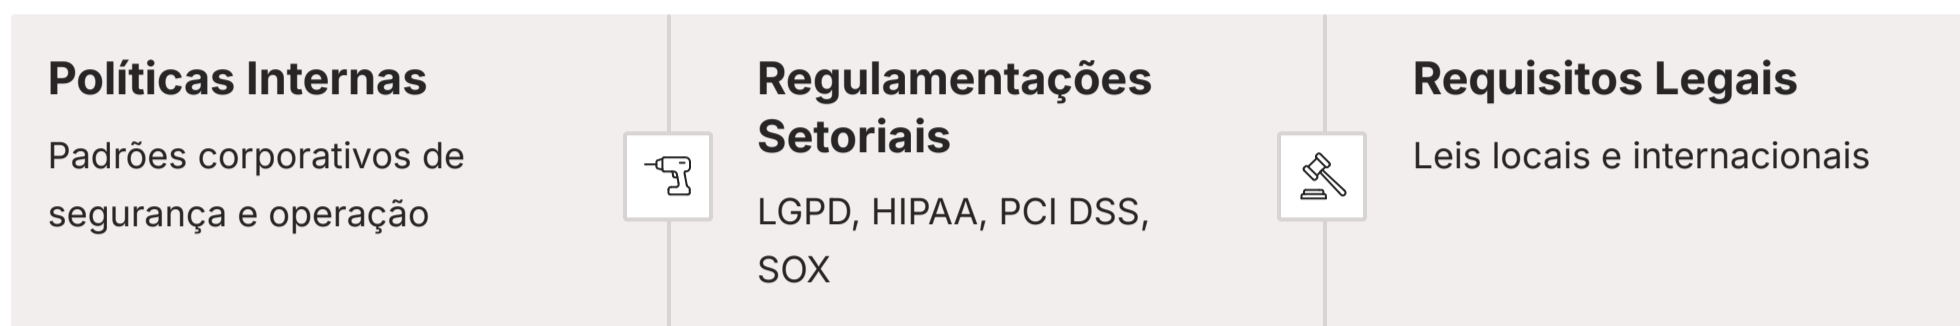 Políticas Internas
Padrões corporativos de
segurança e operação
Regulamentações
Setoriais
LGPD, HIPAA, PCI DSS,
SOX
Requisitos Legais
Leis locais e internacionais